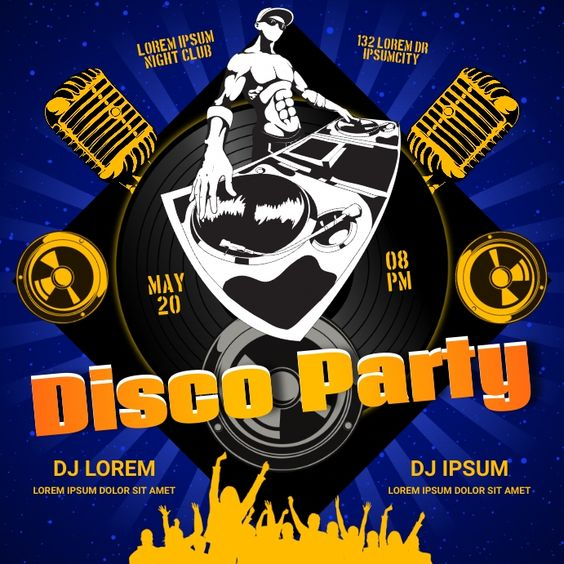 LOREM IPSUM
NIGHT CLUB
132 LOREM DR
IPSUMCITY
MAY
20
08
PM
Disco Party
DJ LOREM
LOREM IPSUM DOLOR SIT AMET
DJ IPSUM
LOREM IPSUM DOLOR SIT AMET